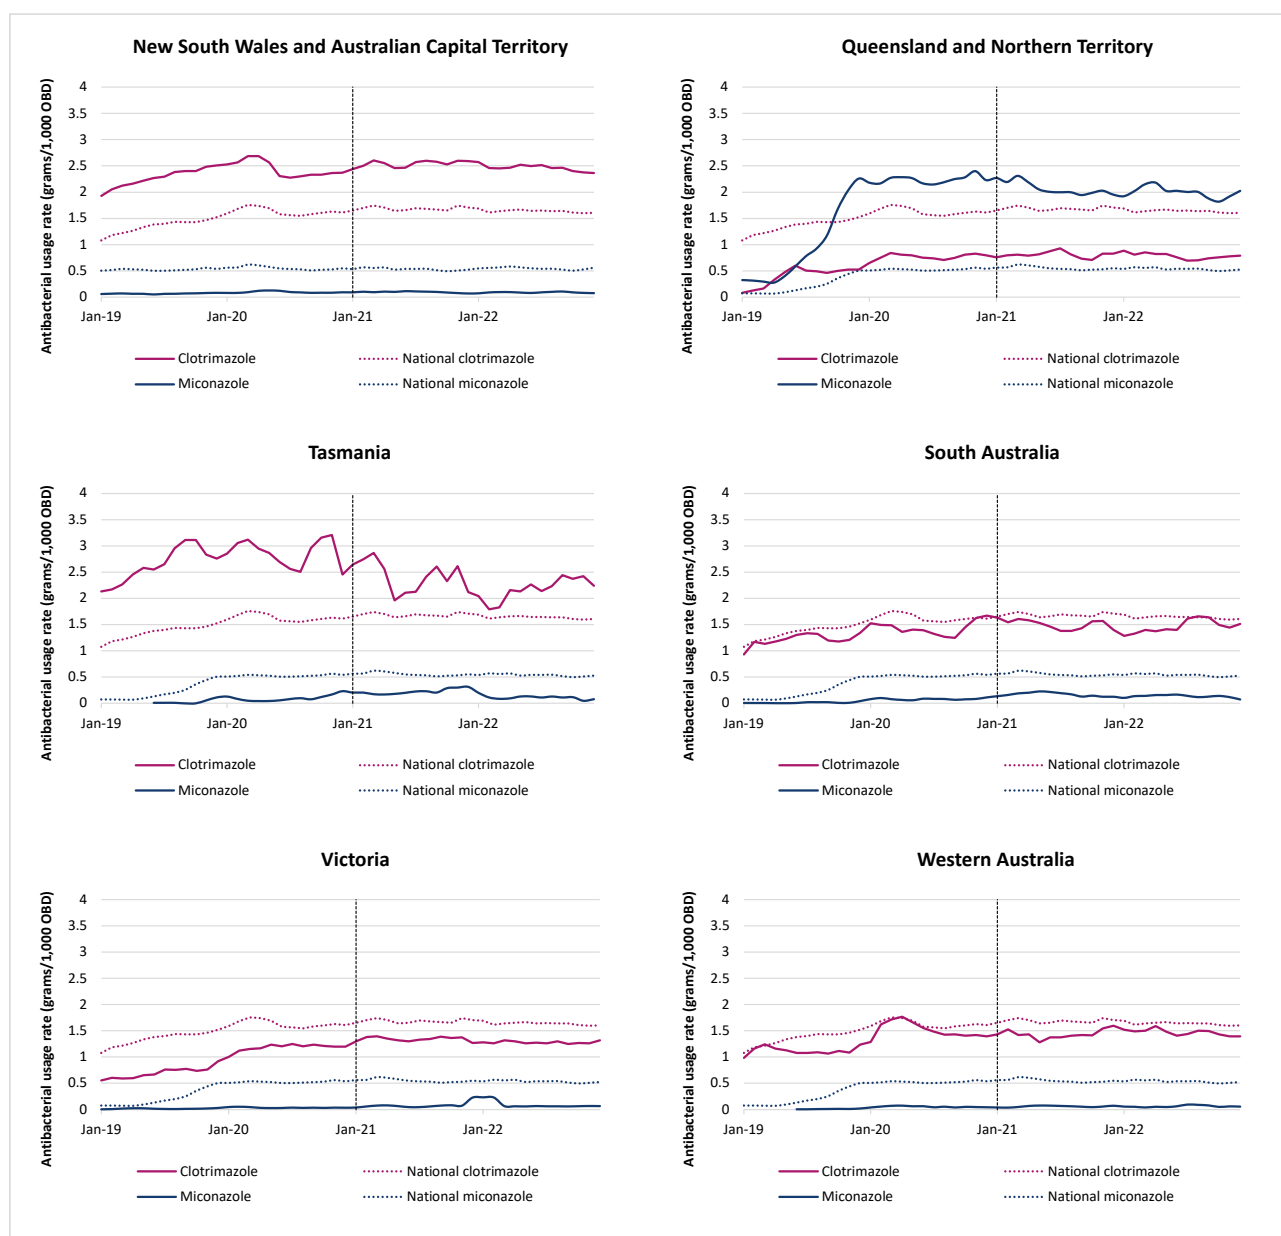 New South Wales and Australian Capital Territory
Antibacterial usage rate (grams/1,000 OBD)
4
3.5
3
2.5
2
1.5
1
0.5
0
Jan-19 Jan-20 Jan-21 Jan-22
Clotrimazole National clotrimazole
Miconazole National miconazole
Queensland and Northern Territory
Antibacterial usage rate (grams/1,000 OBD)
4
3.5
3
2.5
2
1.5
1
0.5
0
Jan-19 Jan-20 Jan-21 Jan-22
Clotrimazole National clotrimazole
Miconazole National miconazole
Tasmania
Antibacterial usage rate (grams/1,000 OBD)
4
3.5
3
2.5
2
1.5
1
0.5
0
Jan-19 Jan-20 Jan-21 Jan-22
Clotrimazole National clotrimazole
Miconazole National miconazole
South Australia
Antibacterial usage rate (grams/1,000 OBD)
4
3.5
3
2.5
2
1.5
1
0.5
0
Jan-19 Jan-20 Jan-21 Jan-22
Clotrimazole National clotrimazole
Miconazole National miconazole
Victoria
Antibacterial usage rate (grams/1,000 OBD)
4
3.5
3
2.5
2
1.5
1
0.5
0
Jan-19 Jan-20 Jan-21 Jan-22
Clotrimazole National clotrimazole
Miconazole National miconazole
Western Australia
Antibacterial usage rate (grams/1,000 OBD)
4
3.5
3
2.5
2
1.5
1
0.5
0
Jan-19 Jan-20 Jan-21 Jan-22
Clotrimazole National clotrimazole
Miconazole National miconazole